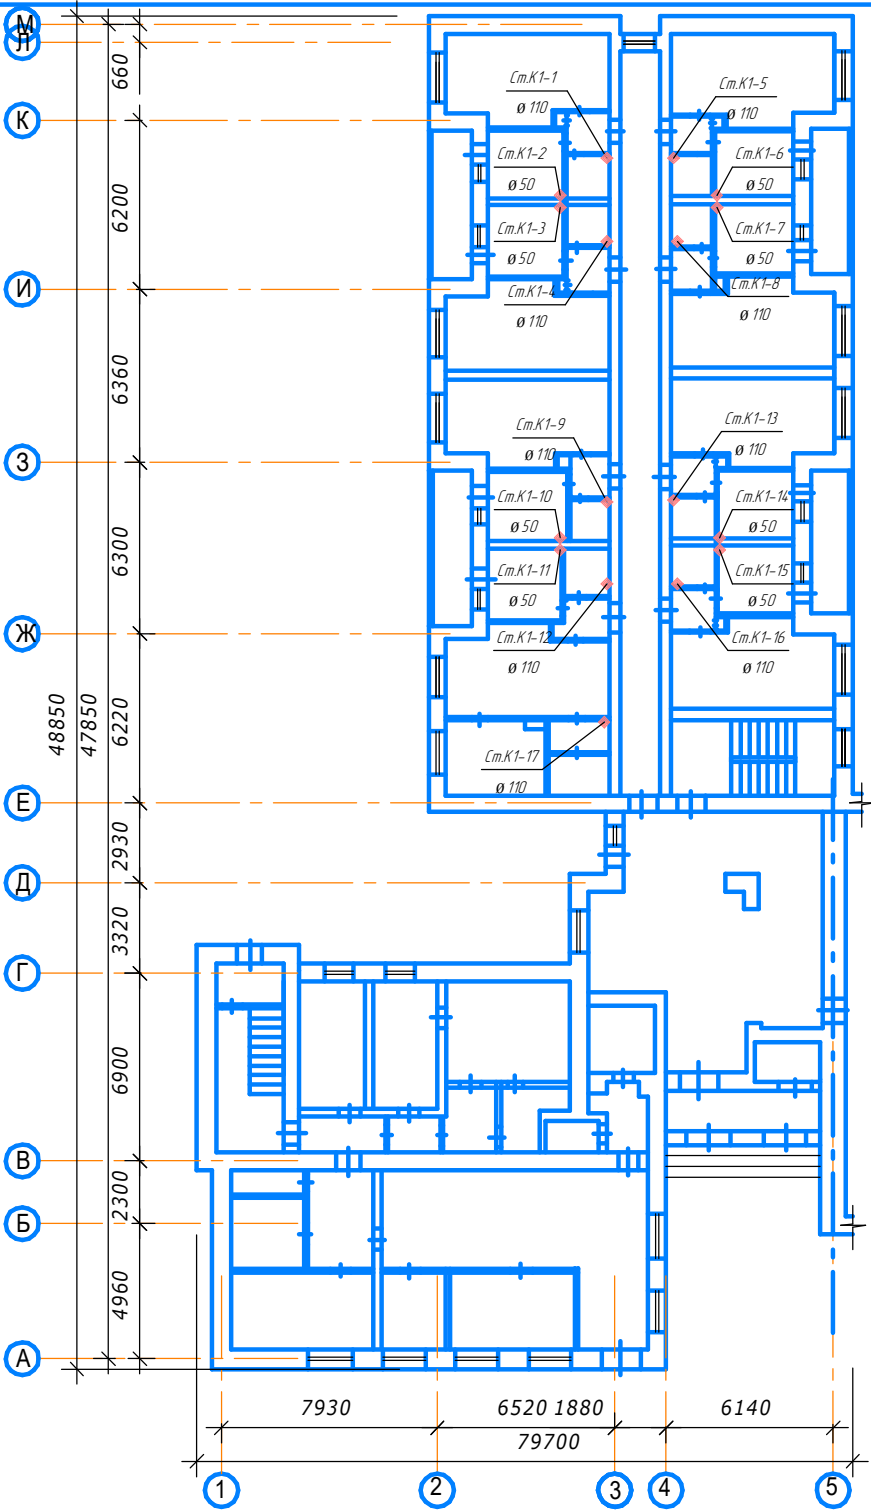 М
Л
660
К
Ст.К1-1
ø 110
Ст.К1-5
ø 110
Ст.К1-2
ø 50
Ст.К1-6
ø 50
6200
Ст.К1-3
ø 50
Ст.К1-7
ø 50
И
Ст.К1-4
ø 110
Ст.К1-8
ø 110
6360
Ст.К1-9
ø 110
Ст.К1-13
ø 110
З
Ст.К1-10
ø 50
Ст.К1-14
ø 50
6300
Ст.К1-11
ø 50
Ст.К1-15
ø 50
Ж
Ст.К1-12
ø 110
Ст.К1-16
ø 110
48850
47850
6220
Ст.К1-17
ø 110
Е
2930
Д
3320
Г
6900
В
2300
Б
4960
А
7930
6520
1880
6140
79700
1
2
3
4
5